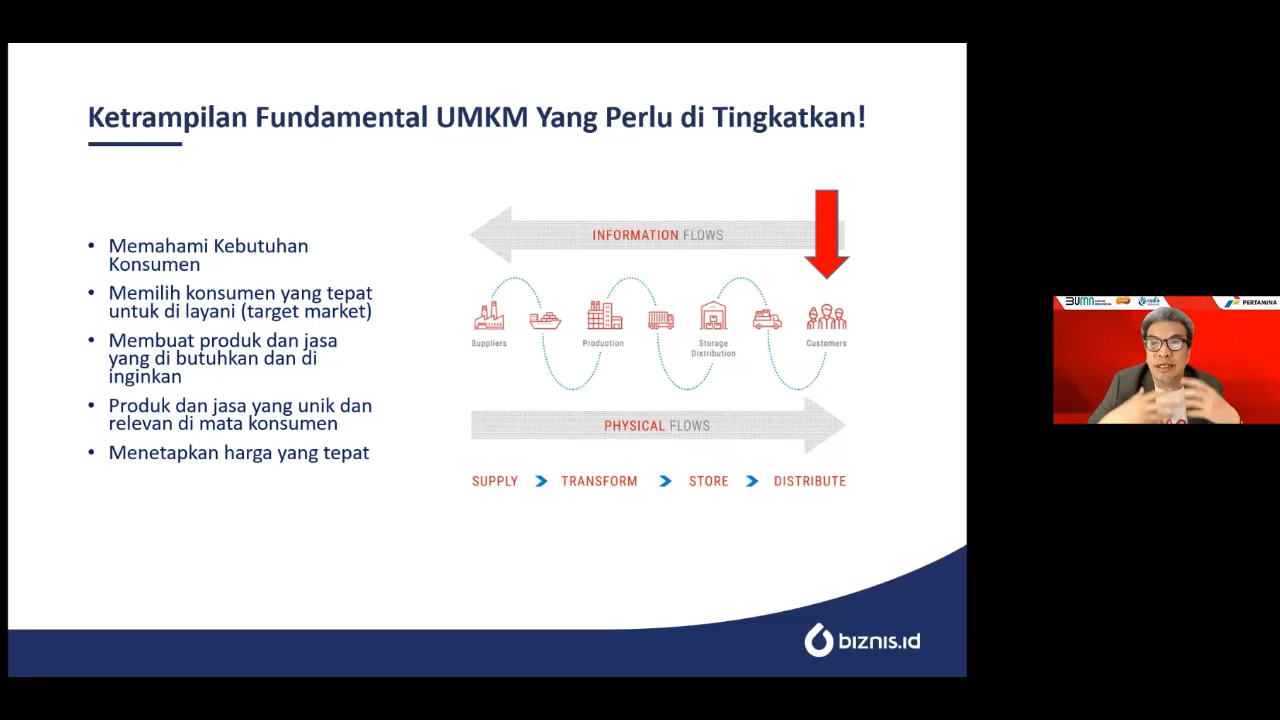 Ketrampilan Fundamental UMKM Yang Perlu di Tingkatkan!
• Memahami Kebutuhan
Konsumen
• Memilih konsumen yang tepat
untuk di layani (target market)
• Membuat produk dan jasa
yang di butuhkan dan di
inginkan
• Produk dan jasa yang unik dan
relevan di mata konsumen
• Menetapkan harga yang tepat
INFORMATION FLOWS
Suppliers
Production
Storage
Distribution
Customers
PHYSICAL FLOWS
SUPPLY
TRANSFORM
STORE
DISTRIBUTE
biznis.id
BUMN
PERTAMINA